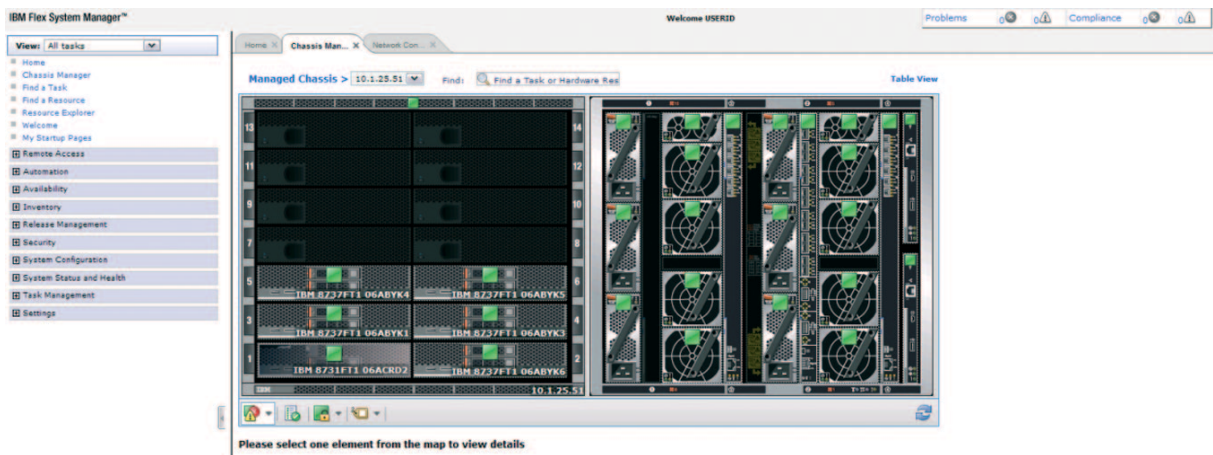 IBM Flex System Manager™
Welcome USERID
Problems 0 0 Compliance 0 0
View: All tasks
Home
Chassis Manager
Find a Task
Find a Resource
Resource Explorer
Welcome
My Startup Pages
Remote Access
Automation
Availability
Inventory
Release Management
Security
System Configuration
System Status and Health
Task Management
Settings
Home X Chassis Man... X Network Con... X
Managed Chassis > 10.1.25.51 Find: Find a Task or Hardware Res Table View
13 14
11 12
9 10
7 8
5 IBM 8737FT1 06ABYK4 IBM 8737FT1 06ABYK5 6
3 IBM 8737FT1 06ABYK1 IBM 8737FT1 06ABYK3 4
1 IBM 8731FT1 06ACRD2 IBM 8737FT1 06ABYK6 2
IBM 10.1.25.51
Please select one element from the map to view details